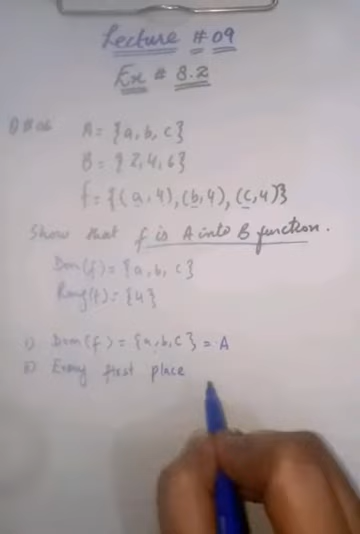 Lecture # 09
Ex # 8.2
A = {a, b, c}
B = {2, 4, 6}
f = {(a, 4), (b, 4), (c, 4)}
Show that f is A into B function.
Dom(f) = {a, b, c}
Rang(f) = {4}
i) Dom(f) = {a, b, c} = A
ii) Every first place